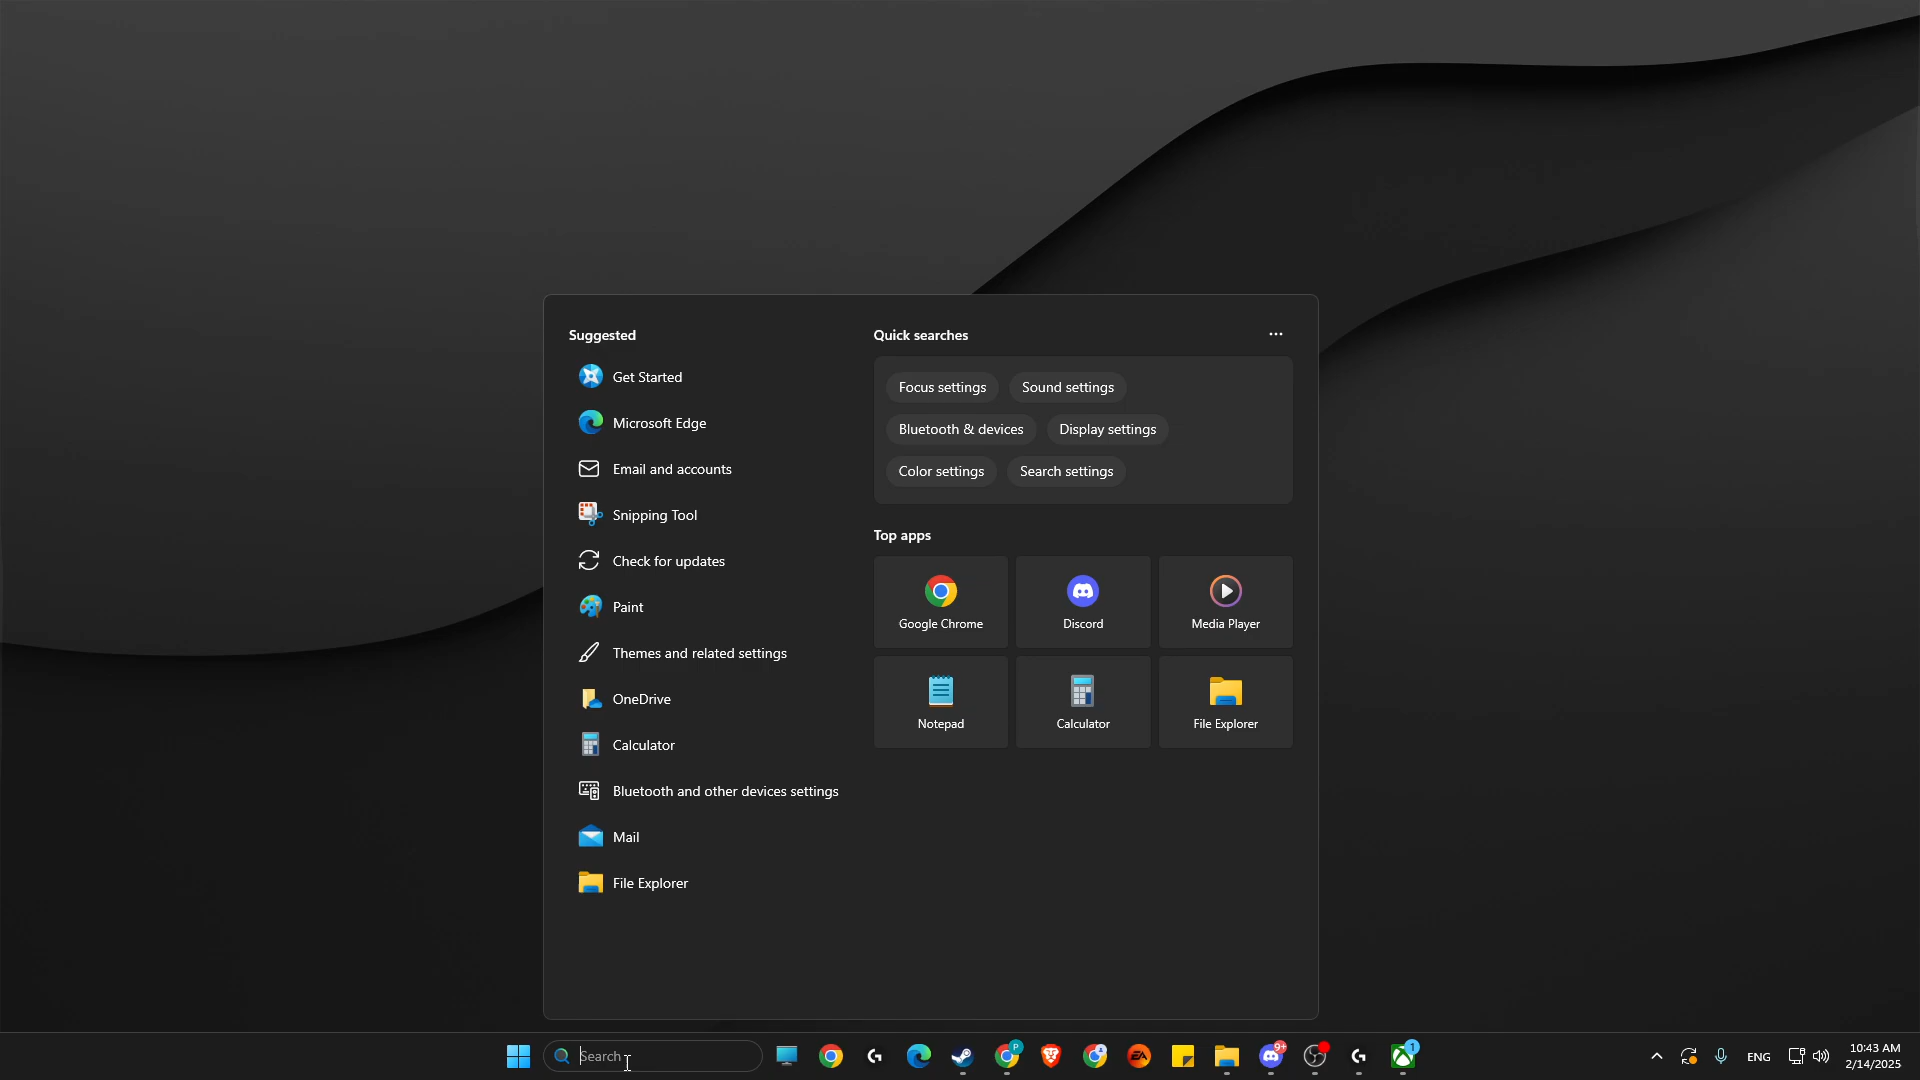 Suggested
Get Started
Microsoft Edge
Email and accounts
Snipping Tool
Check for updates
Paint
Themes and related settings
OneDrive
Calculator
Bluetooth and other devices settings
Mail
File Explorer
Quick searches
Focus settings
Sound settings
Bluetooth & devices
Display settings
Color settings
Search settings
Top apps
Google Chrome
Discord
Media Player
Notepad
Calculator
File Explorer
Search
P
EA
9+
1
ENG
10:43 AM
2/14/2025